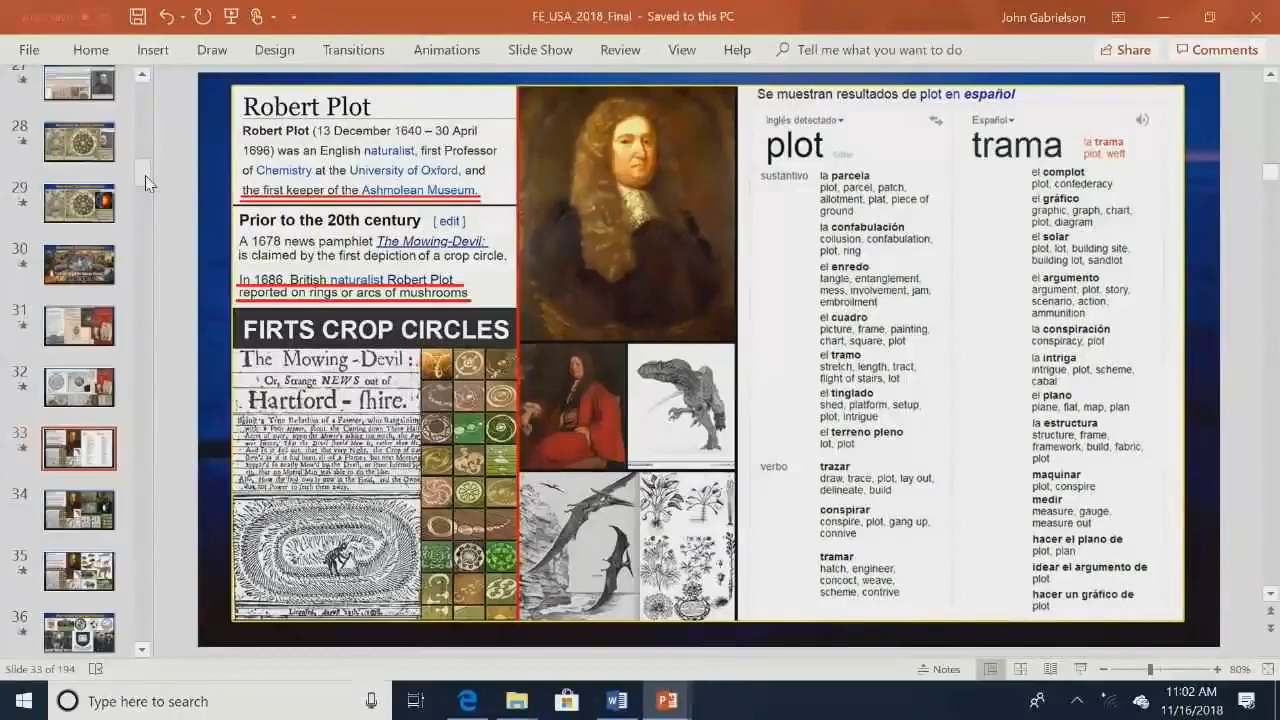 FE_USA_2018_Final - Saved to this PC
John Gabrielson
File Home Insert Draw Design Transitions Animations Slide Show Review View Help Tell me what you want to do Share Comments
27
28
29
30
31
32
33
34
35
36
Robert Plot
Robert Plot (13 December 1640 – 30 April
1696) was an English naturalist, first Professor
of Chemistry at the University of Oxford, and
the first keeper of the Ashmolean Museum.
Prior to the 20th century [ edit ]
A 1678 news pamphlet The Mowing-Devil:
is claimed by the first depiction of a crop circle.
In 1686, British naturalist Robert Plot
reported on rings or arcs of mushrooms
FIRTS CROP CIRCLES
The Mowing-Devil:
Or, Strange NEWS out of
Hartford-shire.
Se muestran resultados de plot en español
Inglés detectado
plot
sustantivo
la parcela
plot, parcel, patch,
allotment, plat, piece of
ground
la confabulación
collusion, confabulation,
plot, ring
el enredo
tangle, entanglement,
mess, involvement, jam,
embroilment
el cuadro
picture, frame, painting,
chart, square, plot
el tramo
stretch, length, tract,
flight of stairs, lot
el tinglado
shed, platform, setup,
plot, intrigue
el terreno pleno
lot, plot
verbo
trazar
draw, trace, plot, lay out,
delineate, build
conspirar
conspire, plot, gang up,
connive
tramar
hatch, engineer,
concoct, weave,
scheme, contrive
Español
trama
la trama
plot, weft
el complot
plot, confederacy
el gráfico
graphic, graph, chart,
plot, diagram
el solar
plot, lot, building site,
building lot, sandlot
el argumento
argument, plot, story,
scenario, action,
ammunition
la conspiración
conspiracy, plot
la intriga
intrigue, plot, scheme,
cabal
el plano
plane, flat, map, plan
la estructura
structure, frame,
framework, build, fabric,
plot
maquinar
plot, conspire
medir
measure, gauge,
measure out
hacer el plano de
plot, plan
idear el argumento de
plot
hacer un gráfico de
plot
Slide 33 of 194
Notes
80%
Type here to search
11:02 AM
11/16/2018